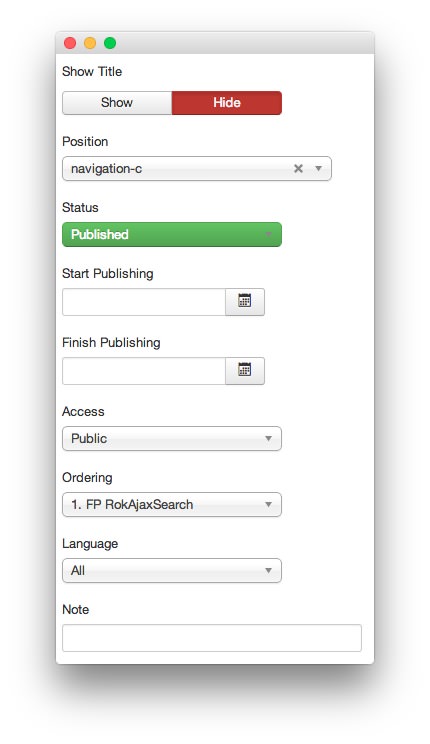 Show Title
Show Hide
Position
navigation-c
Status
Published
Start Publishing
Finish Publishing
Access
Public
Ordering
1. FP RokAjaxSearch
Language
All
Note